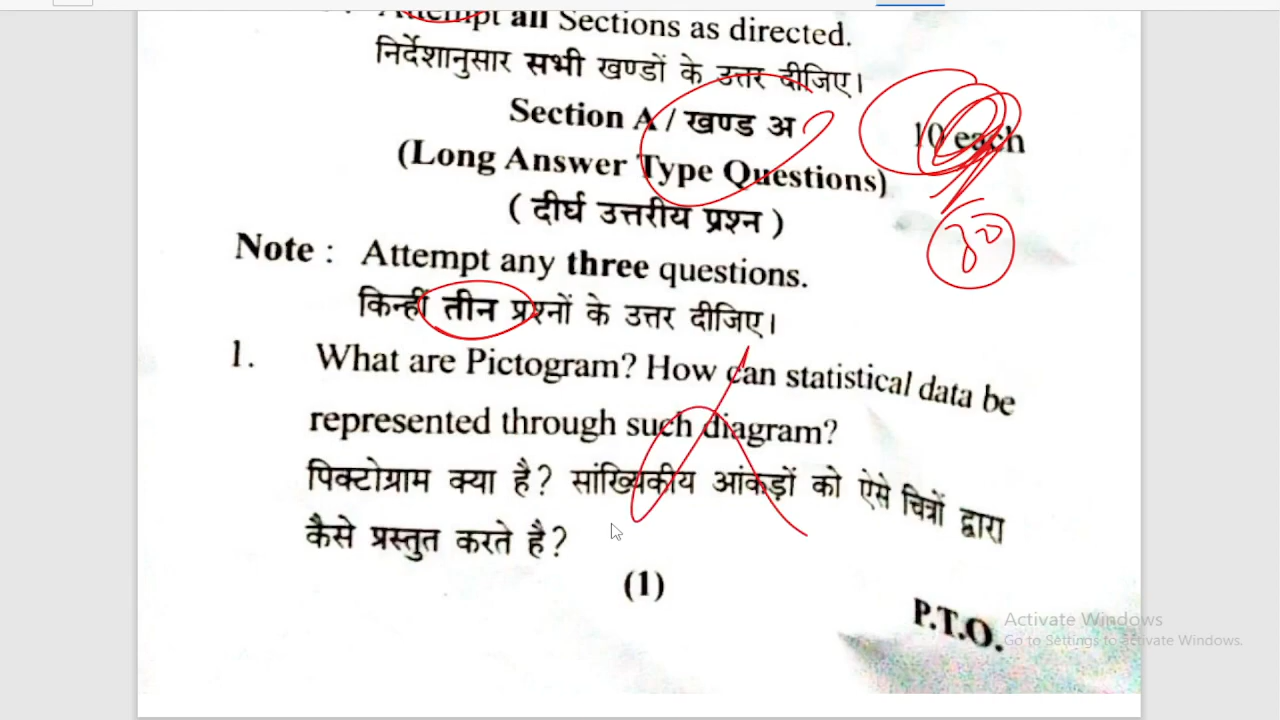 Attempt all Sections as directed.
निर्देशानुसार सभी खण्डों के उत्तर दीजिए।
Section A / खण्ड अ 10 each
(Long Answer Type Questions)
( दीर्घ उत्तरीय प्रश्न )
Note : Attempt any three questions.
किन्हीं तीन प्रश्नों के उत्तर दीजिए।
1. What are Pictogram? How can statistical data be
represented through such diagram?
पिक्टोग्राम क्या है? सांख्यिकीय आंकड़ों को ऐसे चित्रों द्वारा
कैसे प्रस्तुत करते है?
(1)
P.T.O.
Activate Windows
Go to Settings to activate Windows.